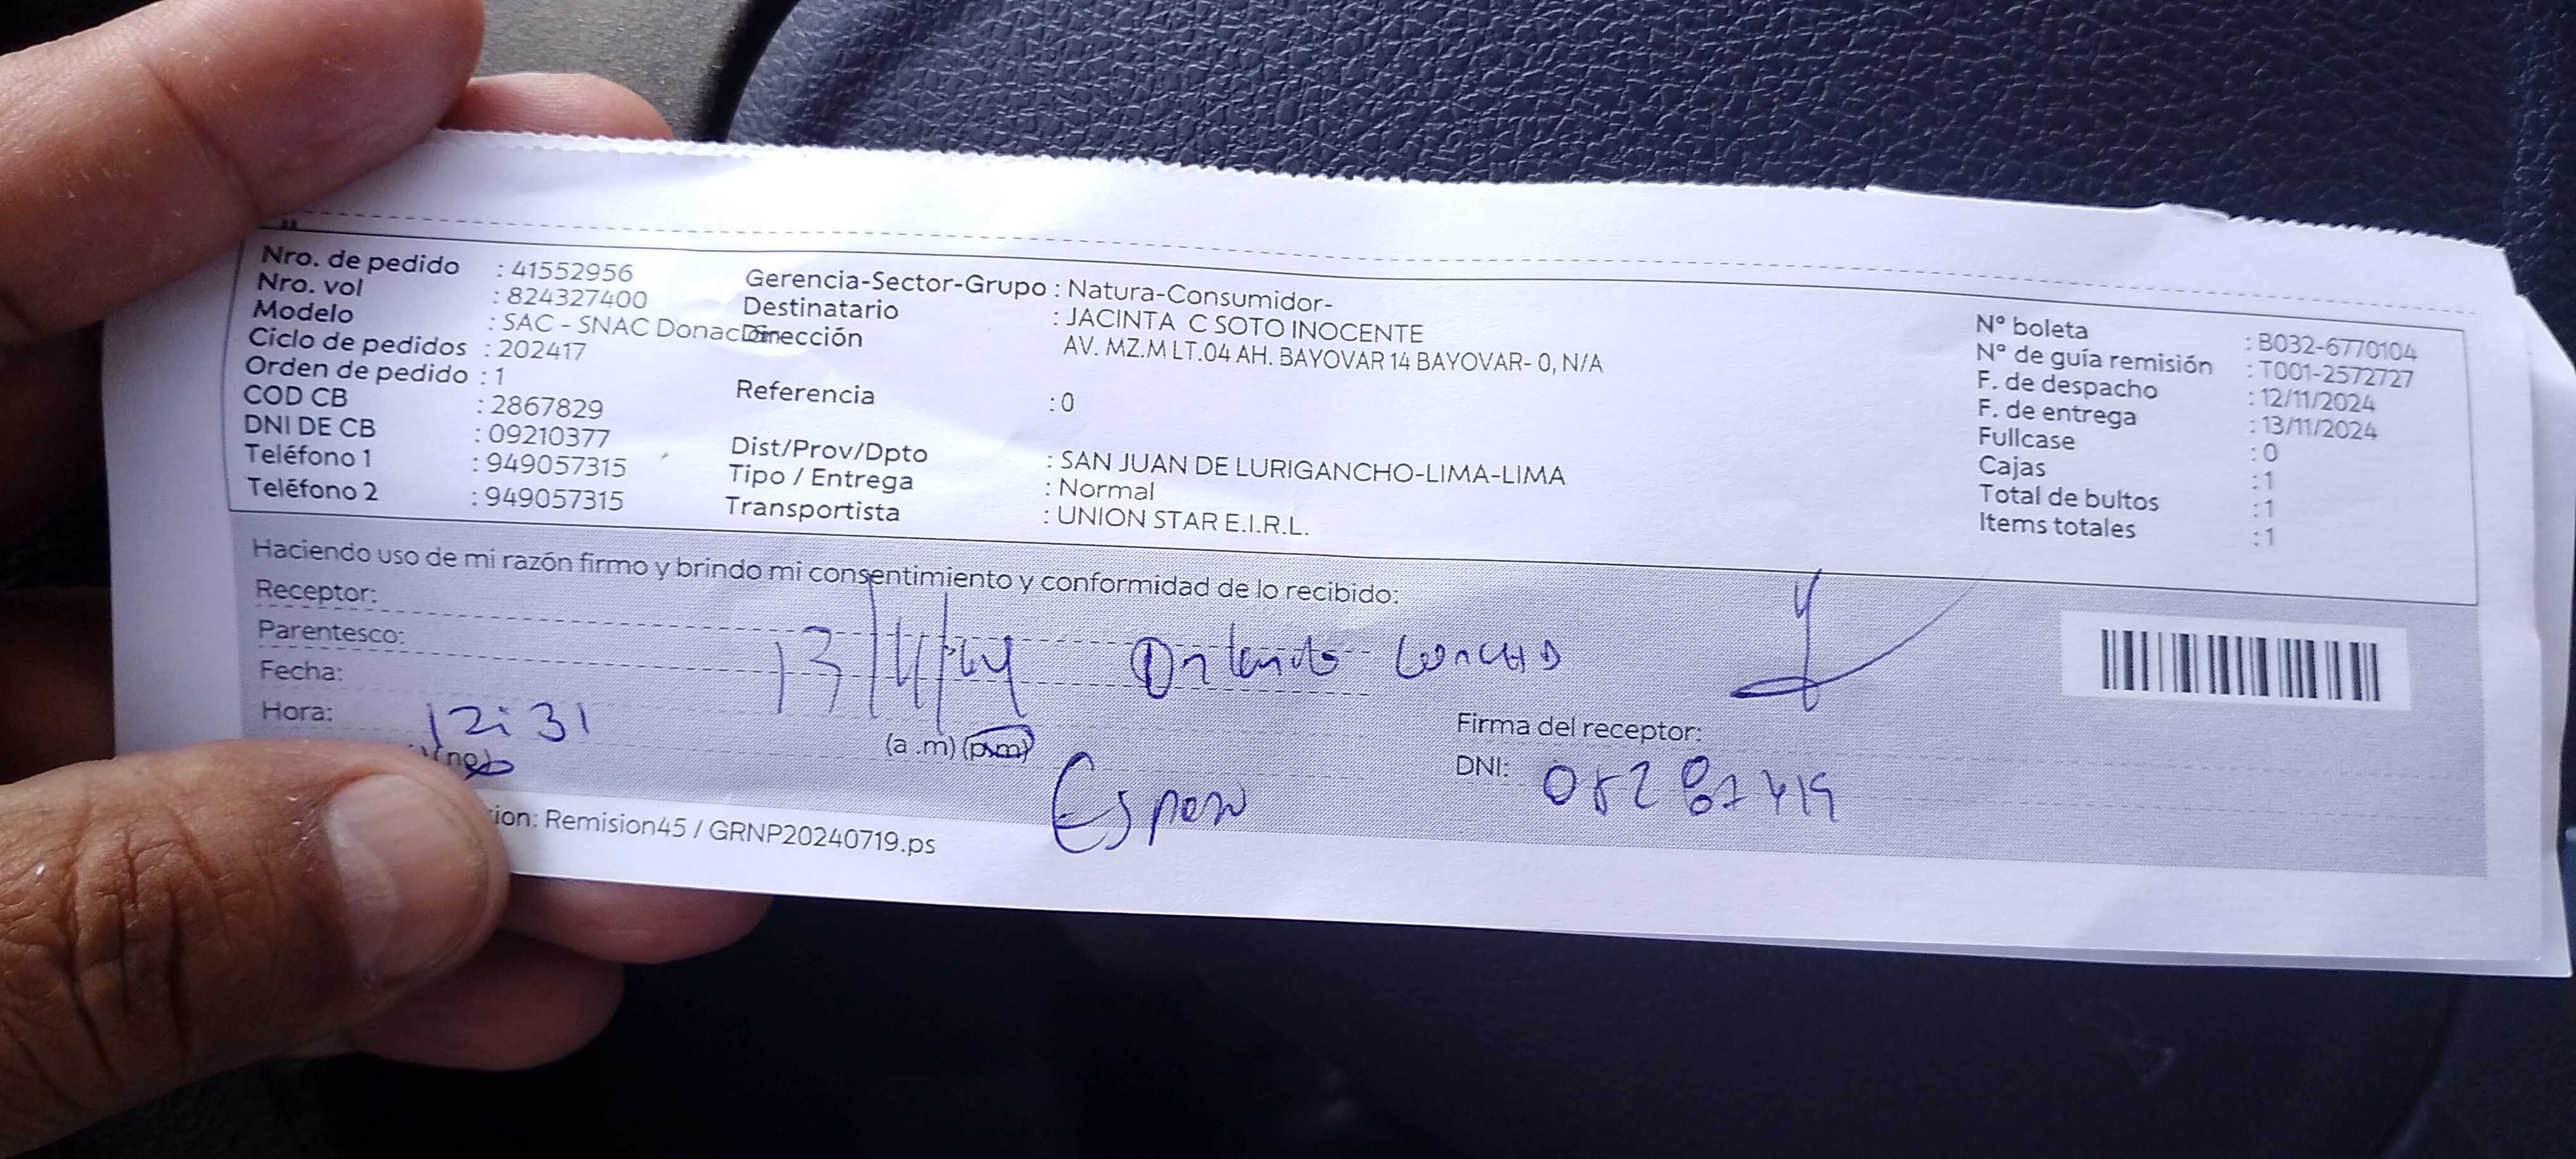 Nro. de pedido : 41552956
Nro. vol : 824327400
Modelo : SAC - SNAC Donac
Ciclo de pedidos : 202417
Orden de pedido : 1
COD CB : 2867829
DNI DE CB : 09210377
Teléfono 1 : 949057315
Teléfono 2 : 949057315
Gerencia-Sector-Grupo : Natura-Consumidor-
Destinatario : JACINTA C SOTO INOCENTE
Dirección AV. MZ.M LT.04 AH. BAYOVAR 14 BAYOVAR- 0, N/A
Referencia : 0
Dist/Prov/Dpto : SAN JUAN DE LURIGANCHO-LIMA-LIMA
Tipo / Entrega : Normal
Transportista : UNION STAR E.I.R.L.
N° boleta : B032-6770104
N° de guía remisión : T001-2572727
F. de despacho : 12/11/2024
F. de entrega : 13/11/2024
Fullcase : 0
Cajas : 1
Total de bultos : 1
Items totales : 1
Haciendo uso de mi razón firmo y brindo mi consentimiento y conformidad de lo recibido:
Receptor:
Parentesco:
13/11/24 Orlando
Fecha:
Hora: 12:31 (a.m) (p.m)
Esposo
Firma del receptor:
DNI:
ion: Remision45 / GRNP20240719.ps